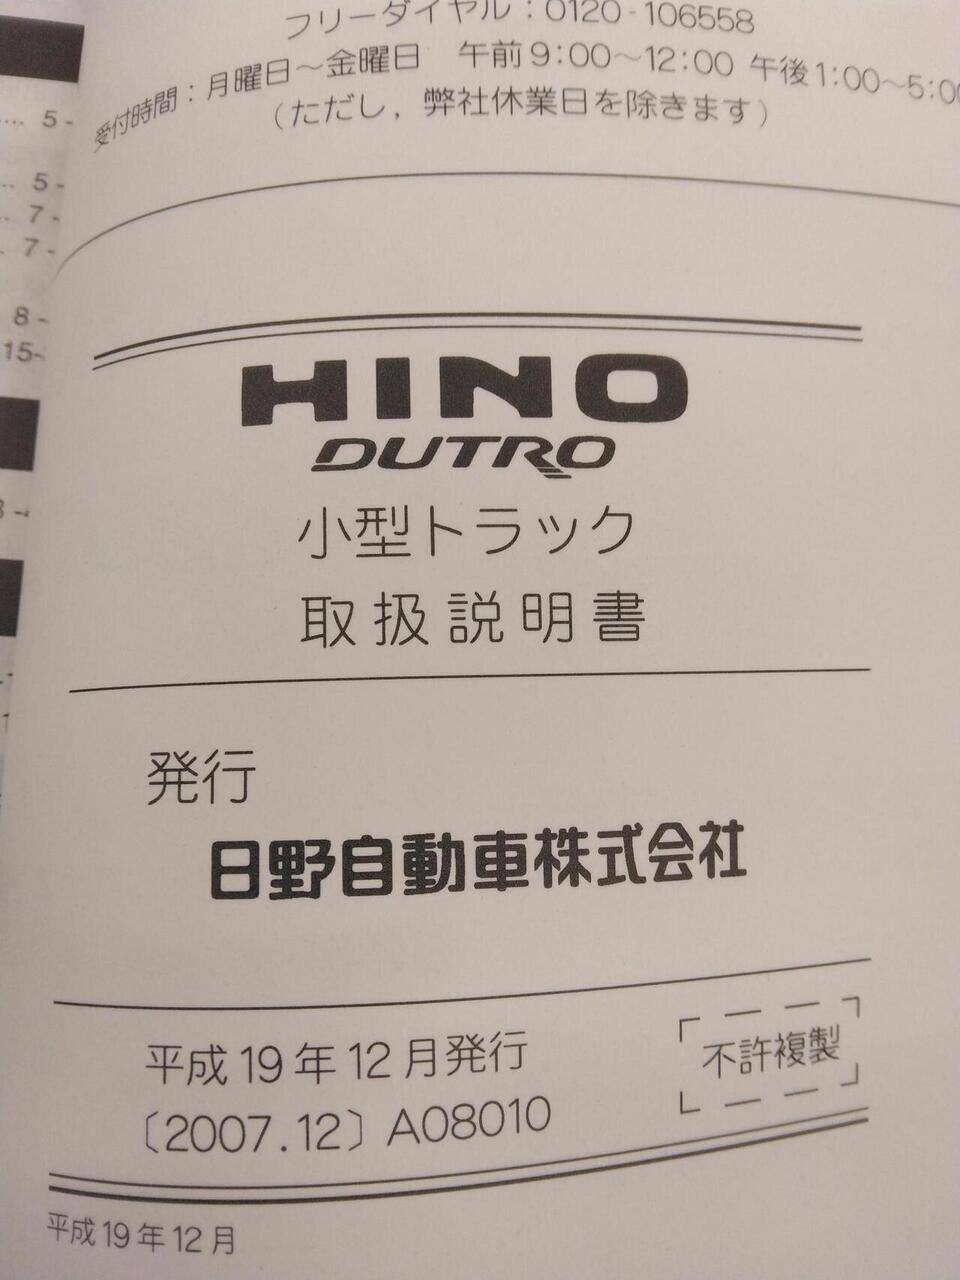 フリーダイヤル：0120-106558
受付時間：月曜日～金曜日　午前9:00～12:00 午後1:00～5:00
（ただし，弊社休業日を除きます）
5-
5-
7-
7-
8-
15-
HINO
DUTRO
小型トラック
取扱説明書
発行
日野自動車株式会社
平成19年12月発行
〔2007.12〕A08010
不許複製
平成19年12月